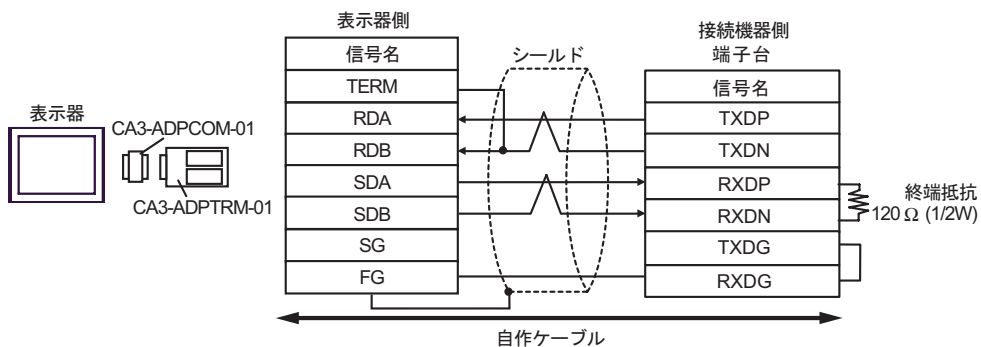 表示器
CA3-ADPCOM-01
CA3-ADPTRM-01
表示器側
信号名
TERM
RDA
RDB
SDA
SDB
SG
FG
シールド
接続機器側
端子台
信号名
TXDP
TXDN
RXDP
RXDN
TXDG
RXDG
終端抵抗
120 Ω (1/2W)
自作ケーブル